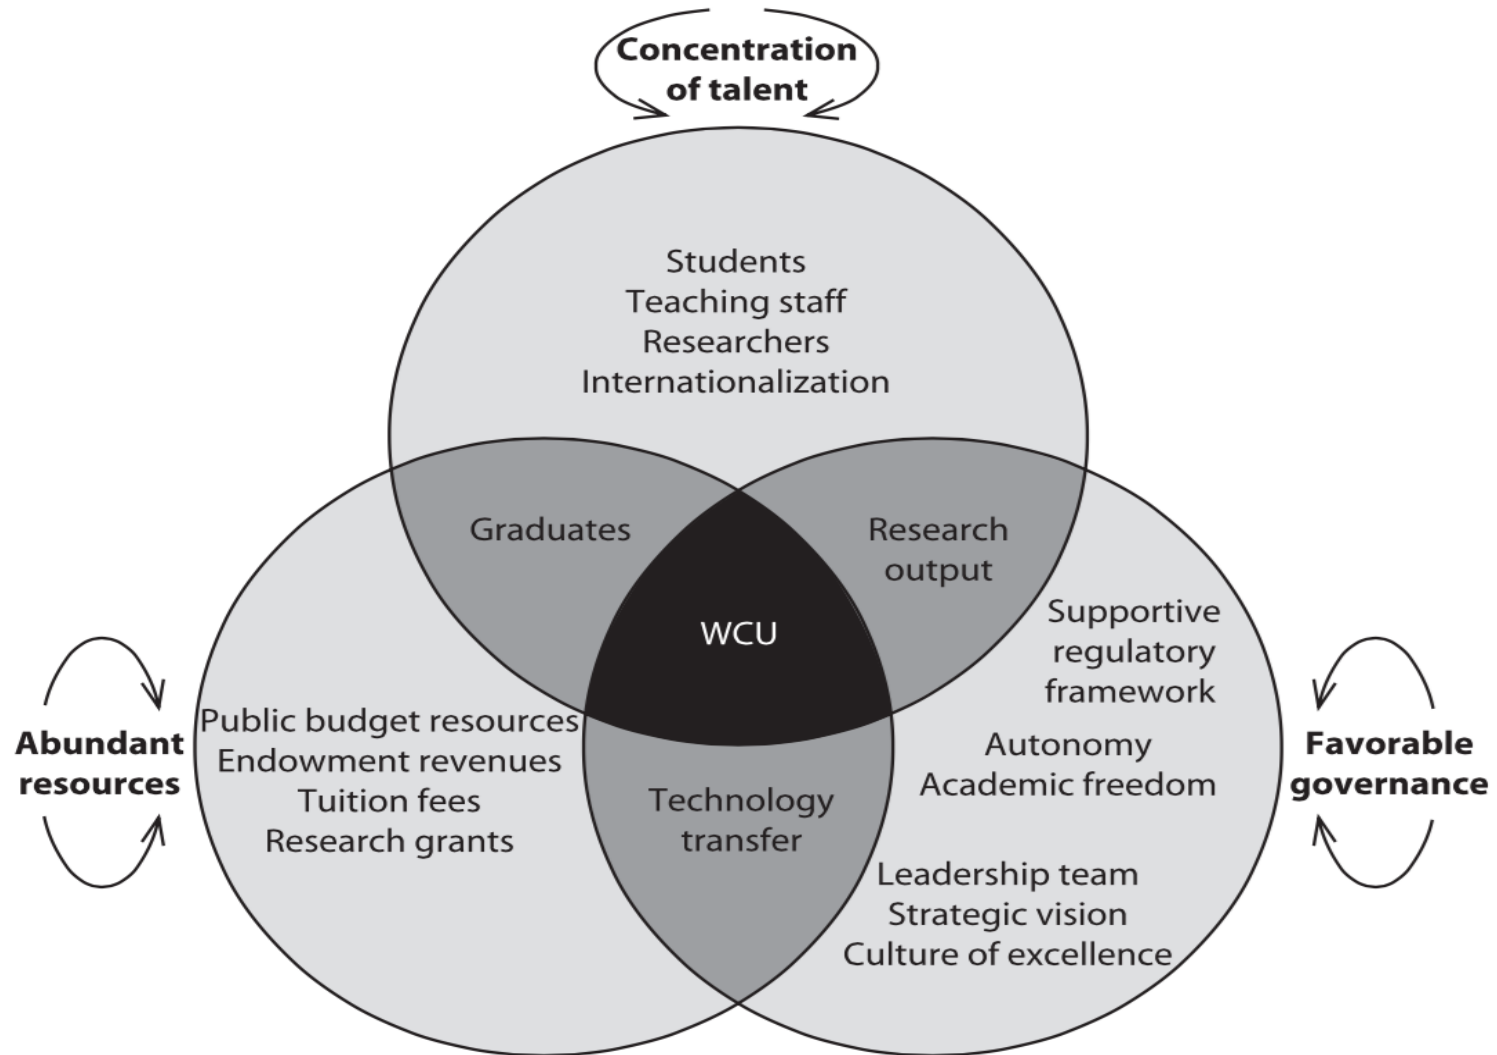 Concentration
of talent
Students
Teaching staff
Researchers
Internationalization
Graduates
Research
output
WCU
Supportive
regulatory
framework
Abundant
resources
Public budget resources
Endowment revenues
Tuition fees
Research grants
Technology
transfer
Autonomy
Academic freedom
Leadership team
Strategic vision
Culture of excellence
Favorable
governance